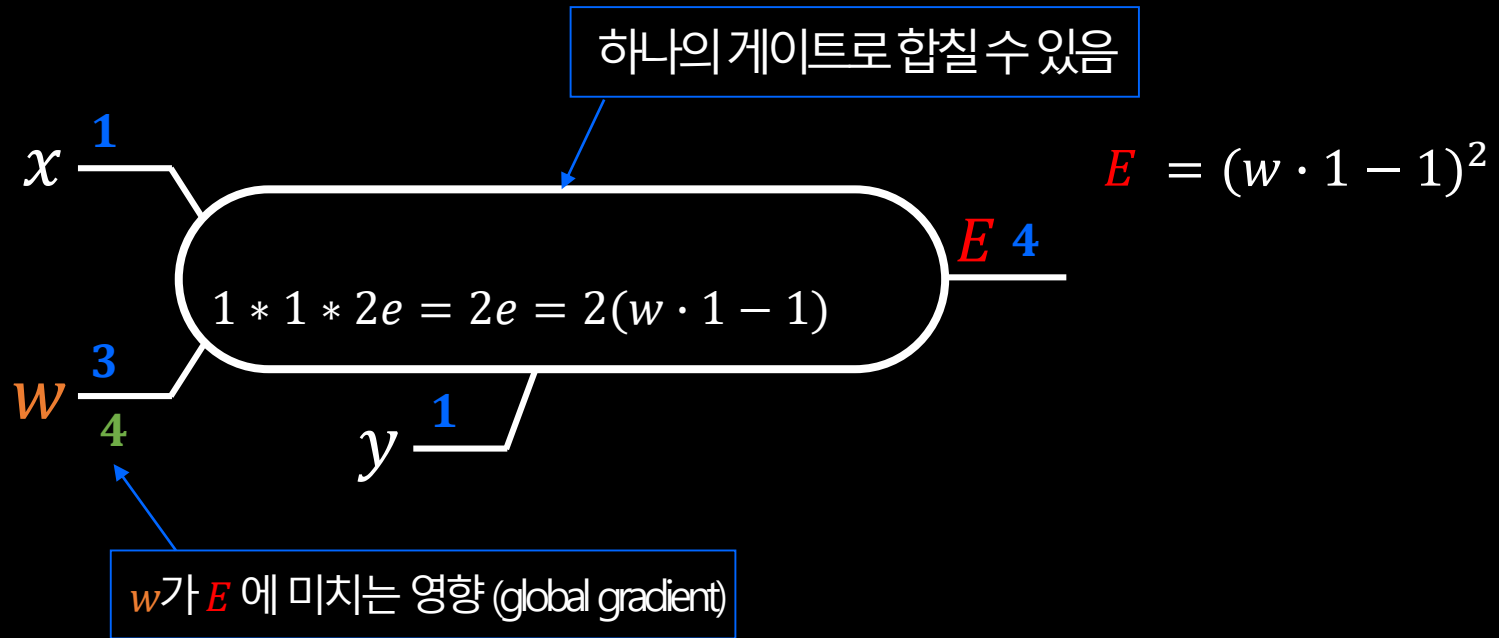 하나의 게이트로 합칠 수 있음
x 1
E = (w · 1 − 1)²
E 4
1 ∗ 1 ∗ 2e = 2e = 2(w · 1 − 1)
w 3
4
y 1
w가 E 에 미치는 영향 (global gradient)